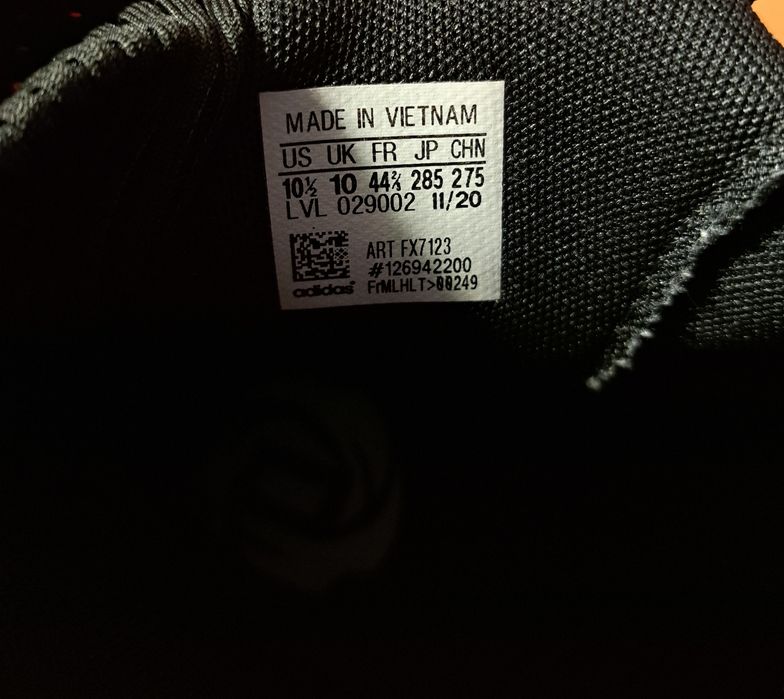 MADE IN VIETNAM
US UK FR JP CHN
10½ 10 44⅔ 285 275
LVL 029002 11/20
ART FX7123
#126942200
adidas FrMLHLT>00249